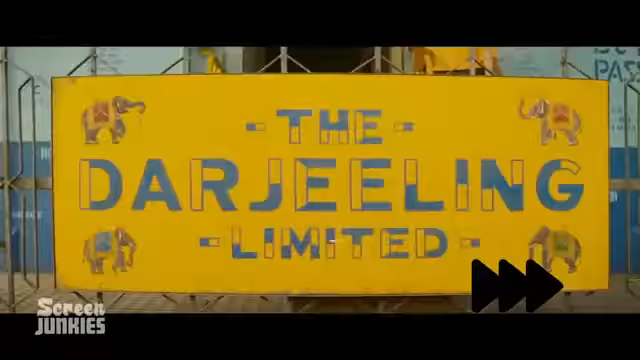 THE
DARJEELING
LIMITED
Screen
JUNKIES